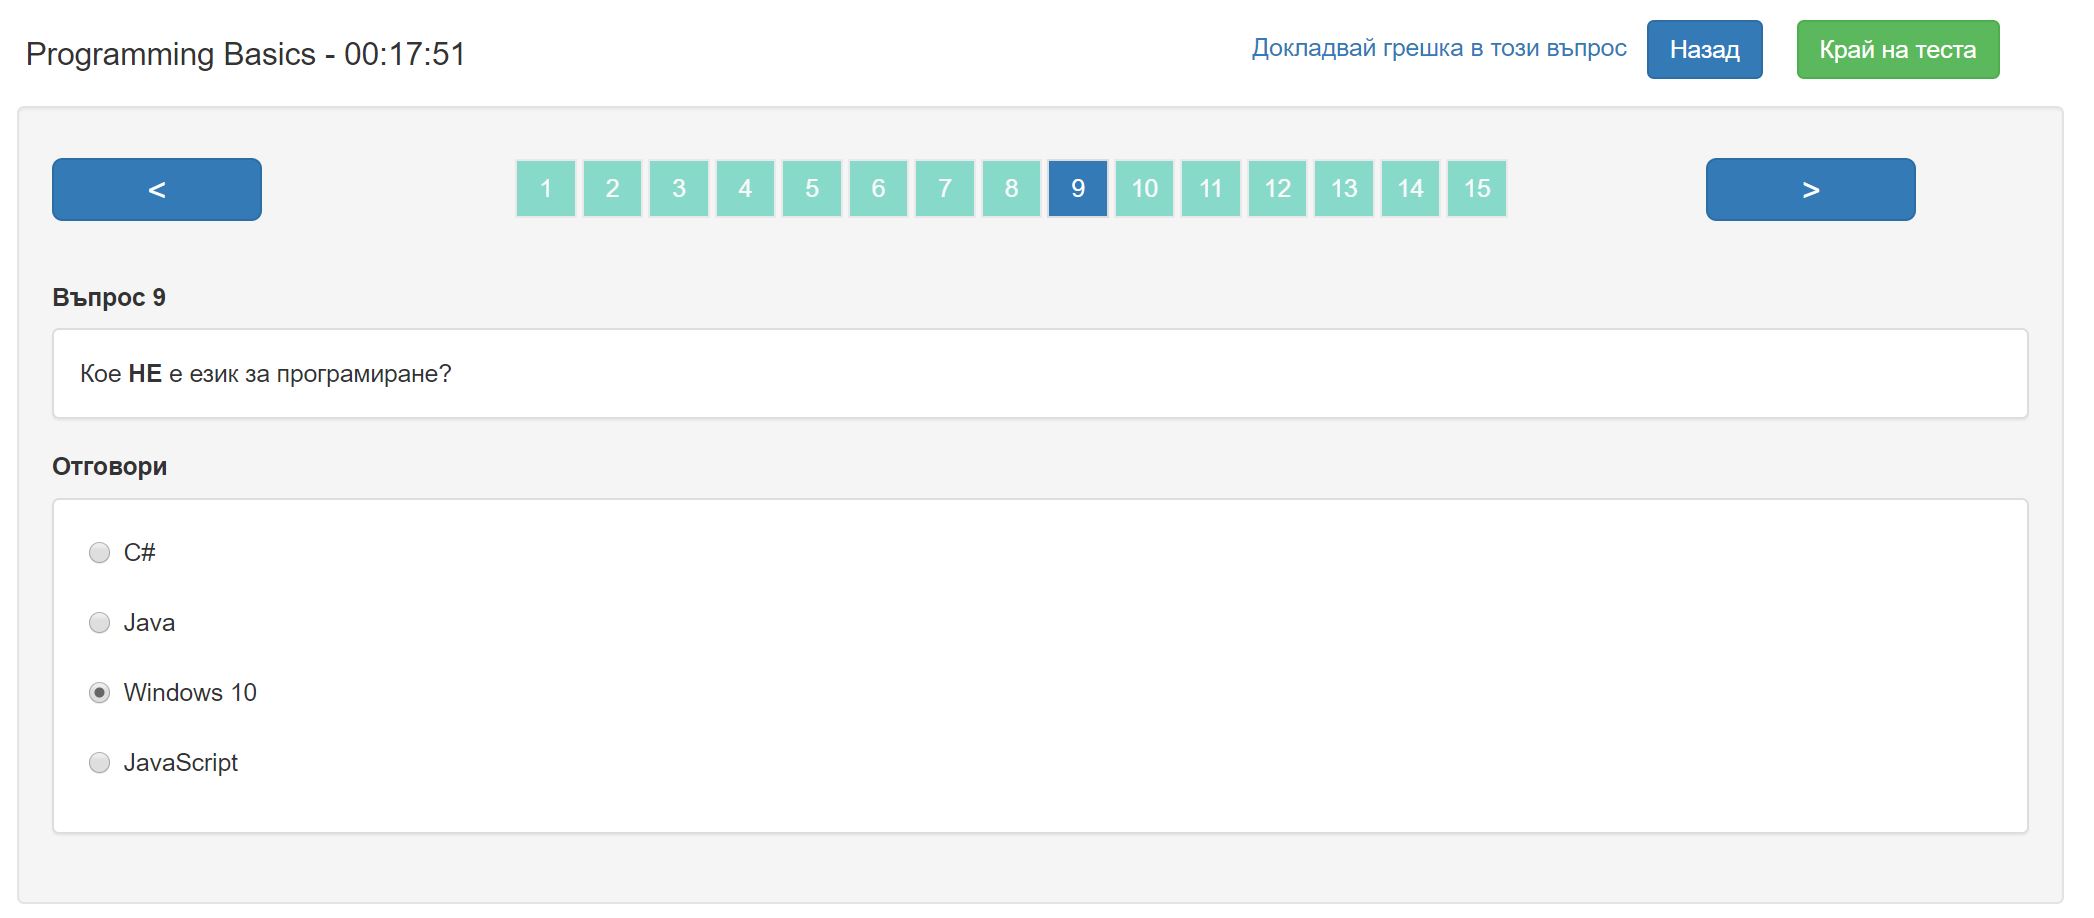 Programming Basics - 00:17:51
Докладвай грешка в този въпрос
Назад
Край на теста
<
1 2 3 4 5 6 7 8 9 10 11 12 13 14 15
>
Въпрос 9
Кое НЕ е език за програмиране?
Отговори
C#
Java
Windows 10
JavaScript